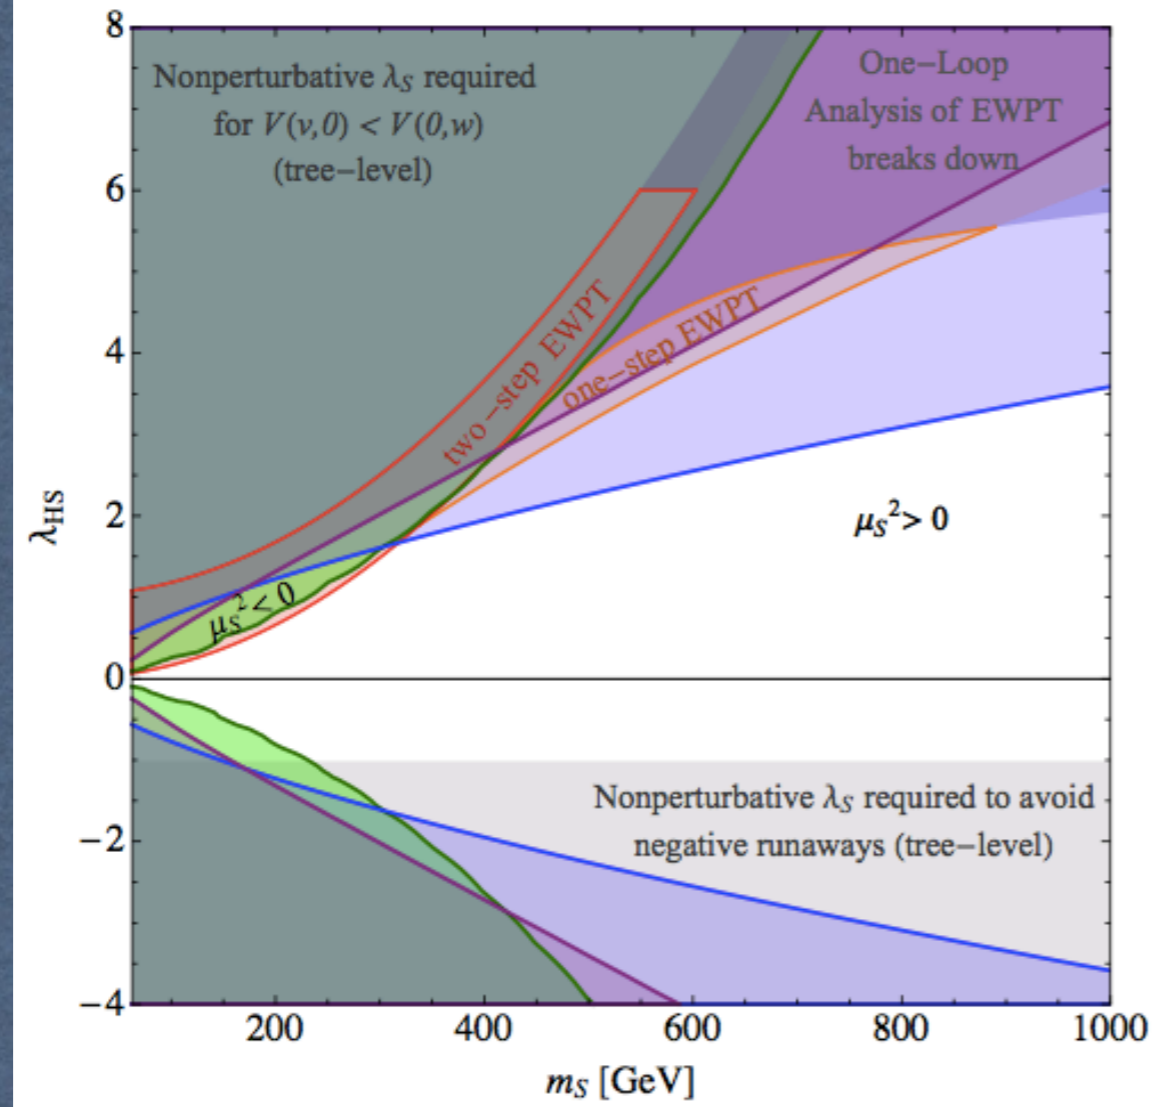 8
Nonperturbative λS required
for V(v,0) < V(0,w)
(tree−level)
One−Loop
Analysis of EWPT
breaks down
6
two−step EWPT
one−step EWPT
4
λHS
2
μS² > 0
μS² < 0
0
Nonperturbative λS required to avoid
negative runaways (tree−level)
−2
−4
200 400 600 800 1000
mS [GeV]